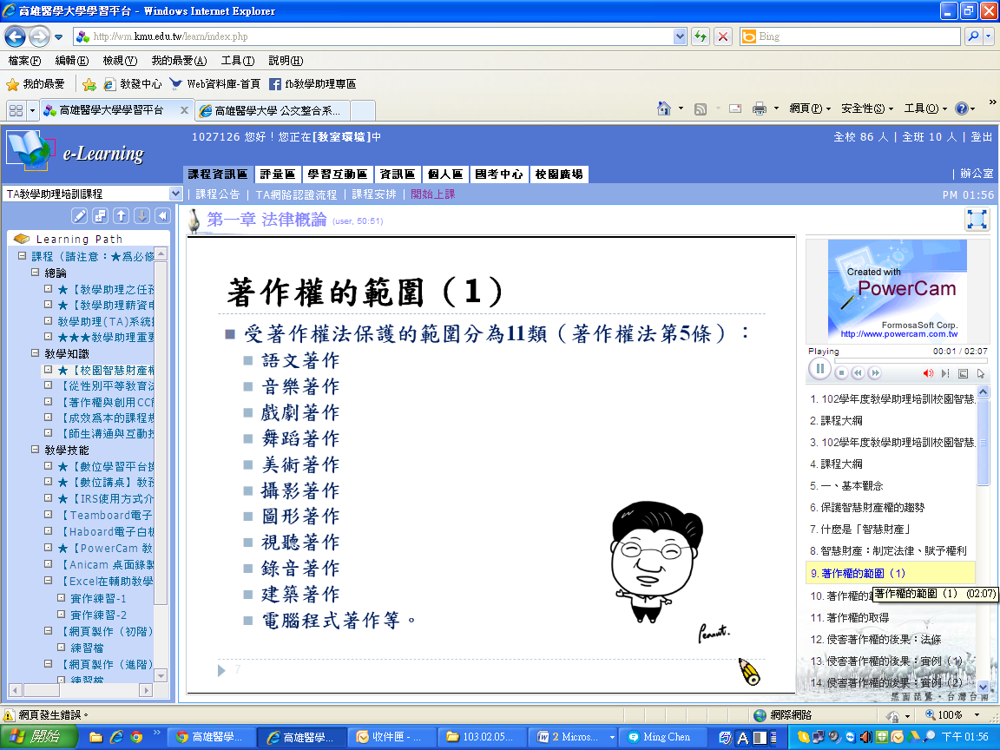 高雄醫學大學學習平台 - Windows Internet Explorer
http://wm.kmu.edu.tw/learn/index.php
Bing
檔案(F) 編輯(E) 檢視(V) 我的最愛(A) 工具(T) 說明(H)
我的最愛 教發中心 Web資料庫-首頁 fb教學助理專區
高雄醫學大學學習平台 高雄醫學大學 公文整合系... 網頁(P) 安全性(S) 工具(O)
e-Learning
1027126 您好！您正在[教室環境]中
全校 86 人 | 全班 10 人 | 登出
課程資訊區 評量區 學習互動區 資訊區 個人區 國考中心 校園廣場
| 辦公室
TA教學助理培訓課程
| 課程公告 | TA網路認證流程 | 課程安排 | 開始上課
PM 01:56
Learning Path
課程（請注意：★為必修
總論
★【教學助理之任務
★【教學助理薪資申
教學助理(TA)系統
★★★教學助理重要
教學知識
★【校園智慧財產權
【從性別平等教育法
【著作權與創用CC
【成效為本的課程規
【師生溝通與互動技
教學技能
★【數位學習平台操
★【數位講桌】教務
★【IRS使用方式介
【Teamboard電子
【Haboard電子白板
★【PowerCam 教
【Anicam 桌面錄製
【Excel在輔助教學
實作練習-1
實作練習-2
【網頁製作（初階）
練習檔
【網頁製作（進階）
練習檔
第一章 法律概論 (user, 50:51)
著作權的範圍（1）
受著作權法保護的範圍分為11類（著作權法第5條）：
語文著作
音樂著作
戲劇著作
舞蹈著作
美術著作
攝影著作
圖形著作
視聽著作
錄音著作
建築著作
電腦程式著作等。
Peanut.
7
Created with
PowerCam
FormosaSoft Corp.
http://www.powercam.com.tw
Playing 00:01 / 02:07
1. 102學年度教學助理培訓校園智慧
2. 課程大綱
3. 102學年度教學助理培訓校園智慧
4. 課程大綱
5. 一、基本觀念
6. 保護智慧財產權的趨勢
7. 什麼是「智慧財產」
8. 智慧財產：制定法律、賦予權利
9. 著作權的範圍（1）
10. 著作權的
著作權的範圍（1） (02:07)
11. 著作權的取得
12. 侵害著作權的後果：法條
13. 侵害著作權的後果：實例（1）
14. 侵害著作權的後果：實例（2）
黑面琵鷺‧台灣台南
網頁發生錯誤。
網際網路
100%
開始 高雄醫學大學... 高雄醫學... 收件匣 - ... 103.02.05... 2 Micros... Ming Chen 下午 01:56